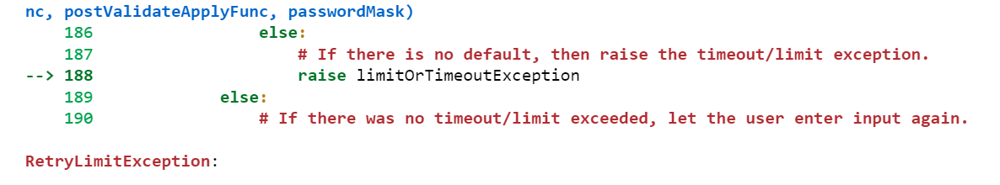 nc, postValidateApplyFunc, passwordMask)
186 else:
187 # If there is no default, then raise the timeout/limit exception.
--> 188 raise limitOrTimeoutException
189 else:
190 # If there was no timeout/limit exceeded, let the user enter input again.
RetryLimitException: